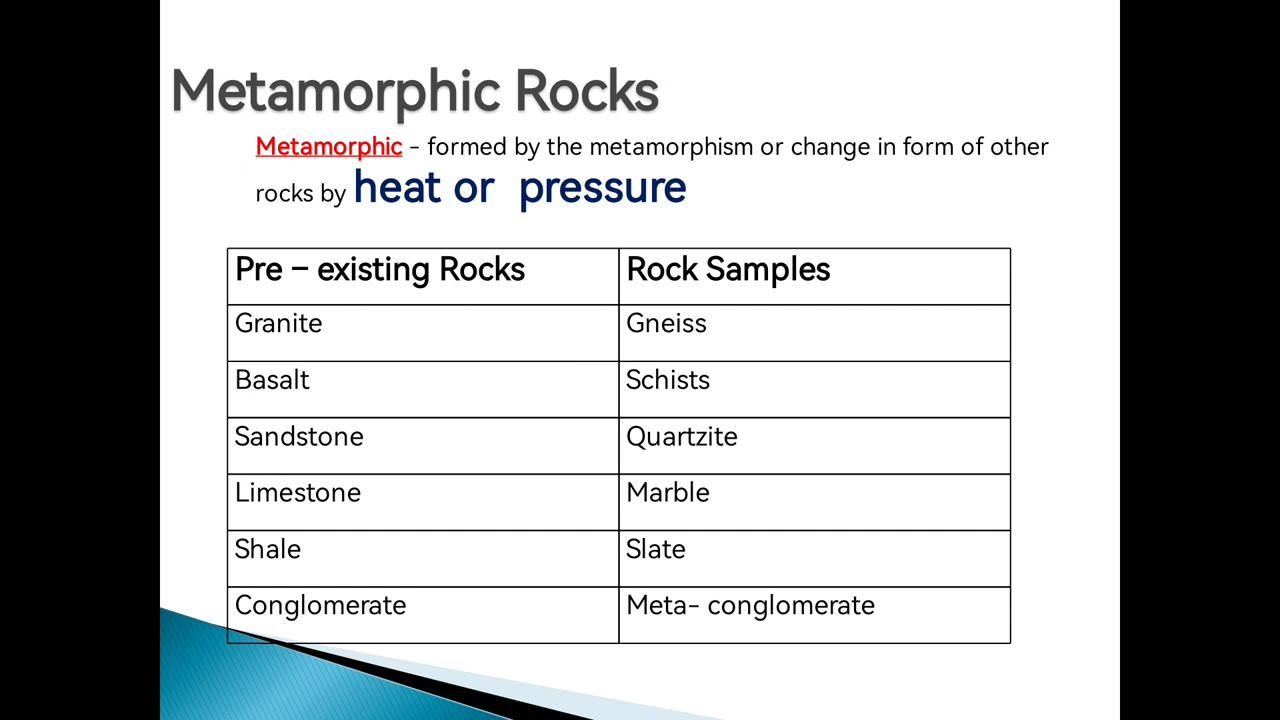 Metamorphic Rocks
Metamorphic - formed by the metamorphism or change in form of other
rocks by heat or  pressure
Pre – existing Rocks Rock Samples
Granite Gneiss
Basalt Schists
Sandstone Quartzite
Limestone Marble
Shale Slate
Conglomerate Meta- conglomerate